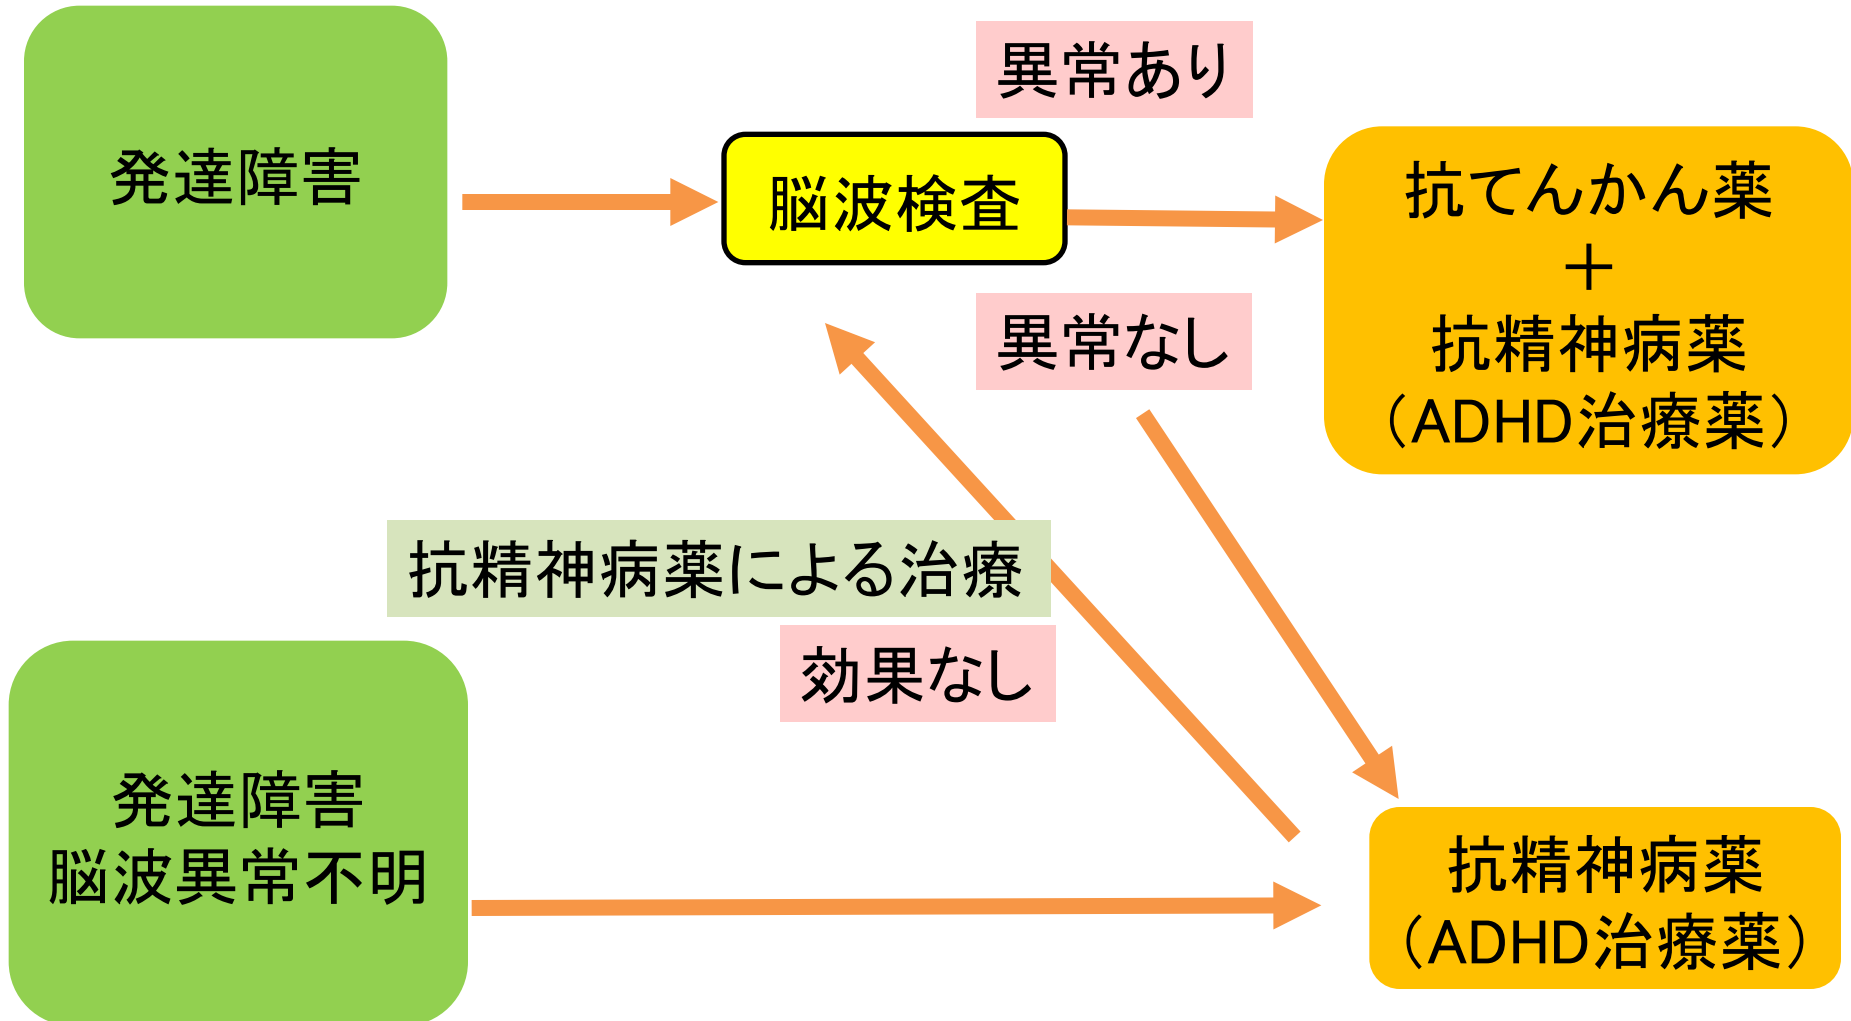 発達障害
脳波検査
異常あり
異常なし
抗てんかん薬
＋
抗精神病薬
（ADHD治療薬）
抗精神病薬による治療
効果なし
発達障害
脳波異常不明
抗精神病薬
（ADHD治療薬）